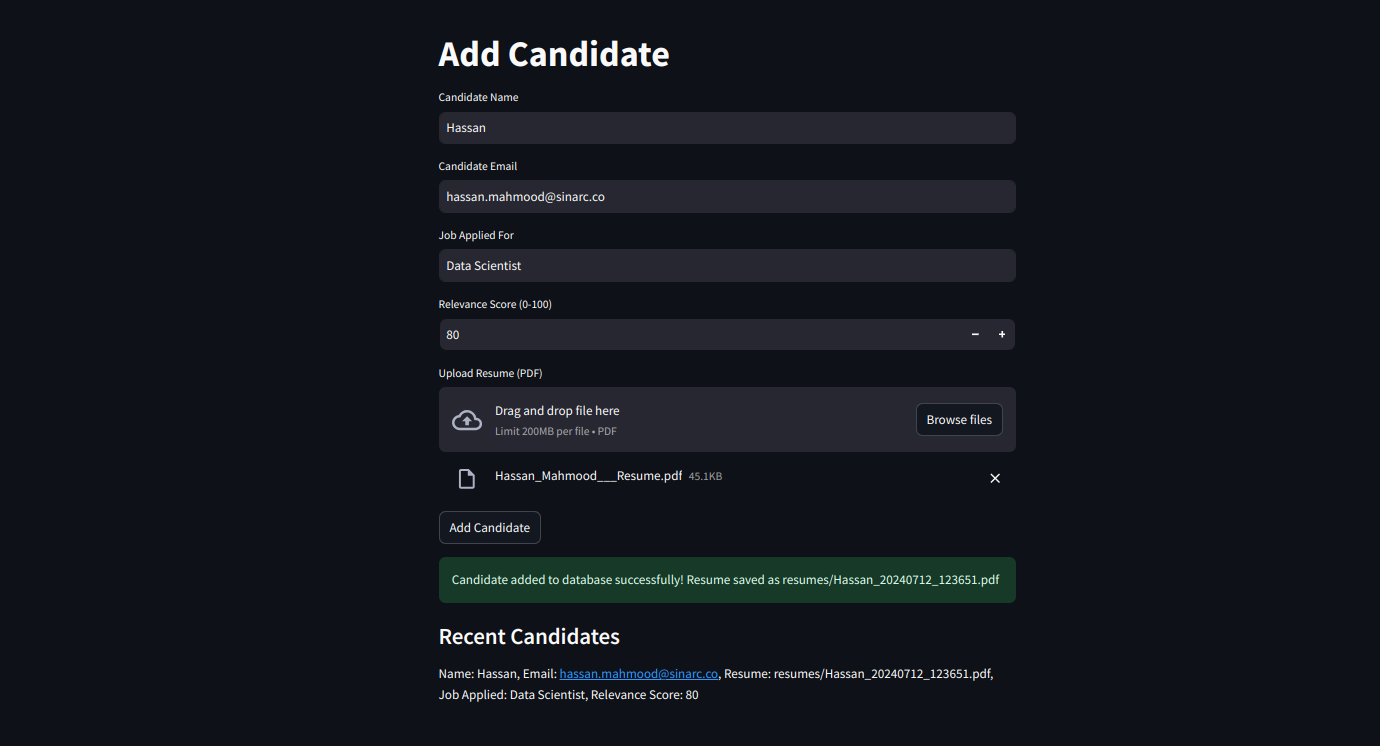 Add Candidate
Candidate Name
Hassan
Candidate Email
hassan.mahmood@sinarc.co
Job Applied For
Data Scientist
Relevance Score (0-100)
80
Upload Resume (PDF)
Drag and drop file here
Limit 200MB per file • PDF
Browse files
Hassan_Mahmood___Resume.pdf 45.1KB
Add Candidate
Candidate added to database successfully! Resume saved as resumes/Hassan_20240712_123651.pdf
Recent Candidates
Name: Hassan, Email: hassan.mahmood@sinarc.co, Resume: resumes/Hassan_20240712_123651.pdf,
Job Applied: Data Scientist, Relevance Score: 80